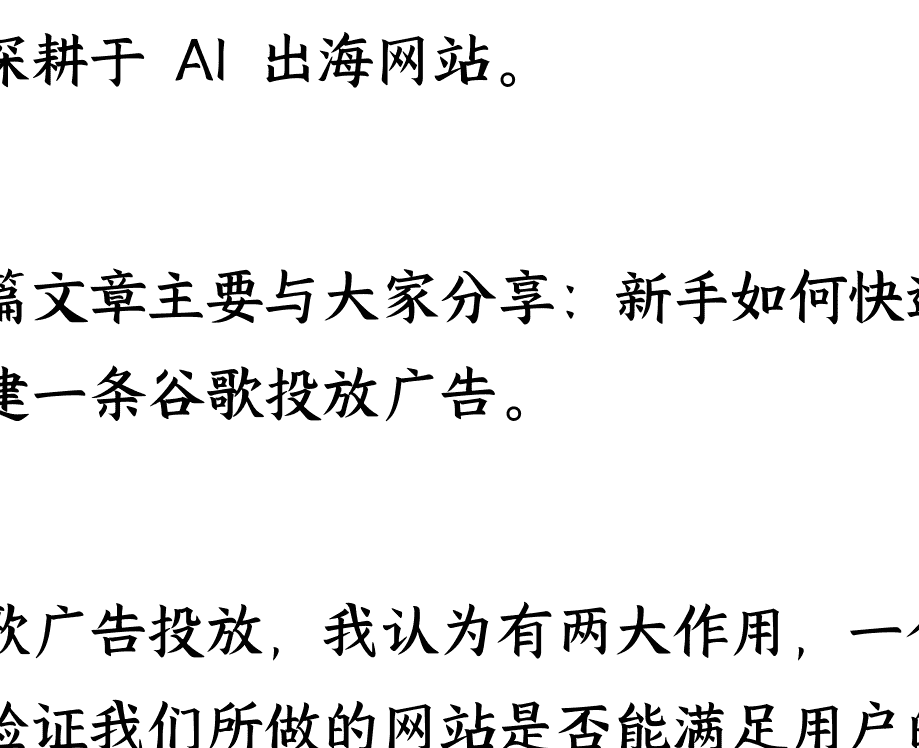 深耕于 AI 出海网站。
篇文章主要与大家分享：新手如何快速
建一条谷歌投放广告。
歌广告投放，我认为有两大作用，一个
验证我们所做的网站是否能满足用户的